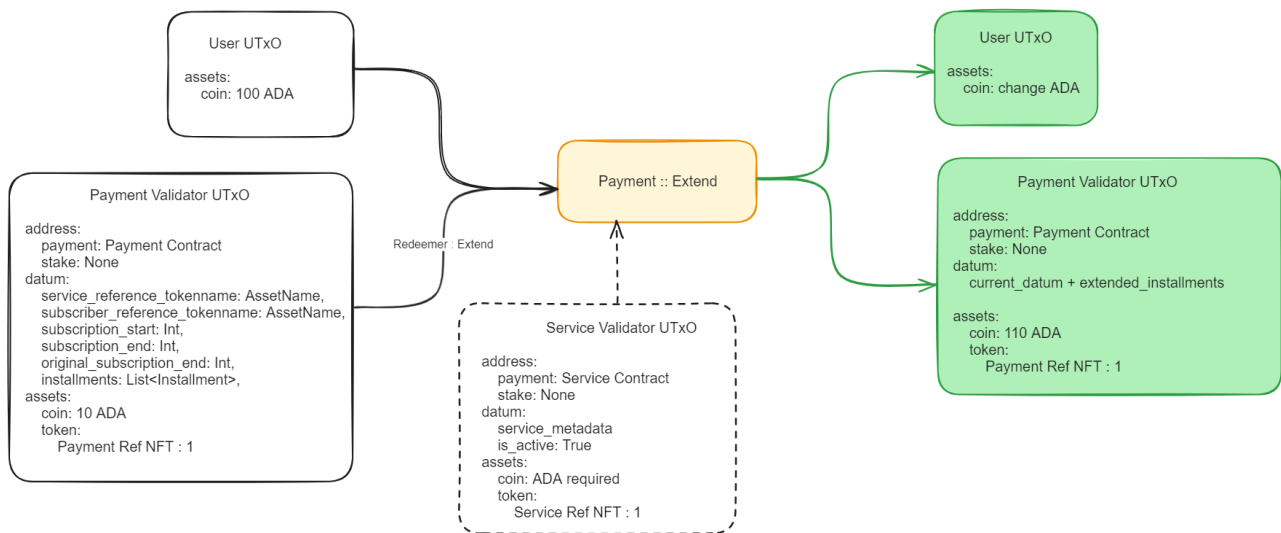 User UTxO
assets:
coin: 100 ADA
Payment Validator UTxO
address:
payment: Payment Contract
stake: None
datum:
service_reference_tokenname: AssetName,
subscriber_reference_tokenname: AssetName,
subscription_start: Int,
subscription_end: Int,
original_subscription_end: Int,
installments: List<Installment>,
assets:
coin: 10 ADA
token:
Payment Ref NFT : 1
Redeemer : Extend
Payment :: Extend
Service Validator UTxO
address:
payment: Service Contract
stake: None
datum:
service_metadata
is_active: True
assets:
coin: ADA required
token:
Service Ref NFT : 1
User UTxO
assets:
coin: change ADA
Payment Validator UTxO
address:
payment: Payment Contract
stake: None
datum:
current_datum + extended_installments
assets:
coin: 110 ADA
token:
Payment Ref NFT : 1